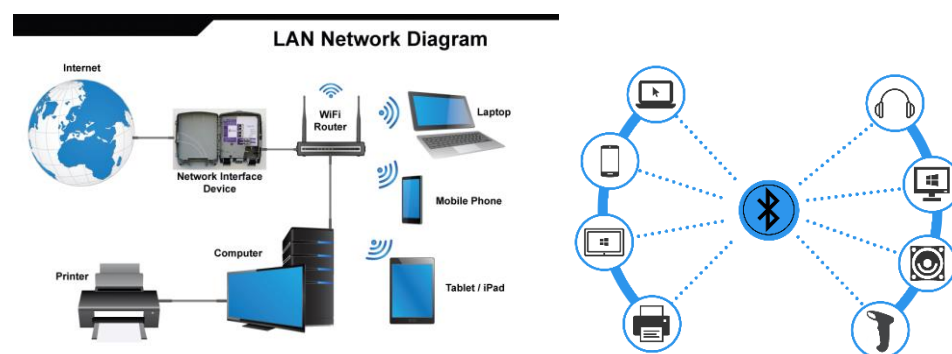 LAN Network Diagram
Internet
WiFi
Router
Laptop
Network Interface
Device
Mobile Phone
Computer
Printer
Tablet / iPad